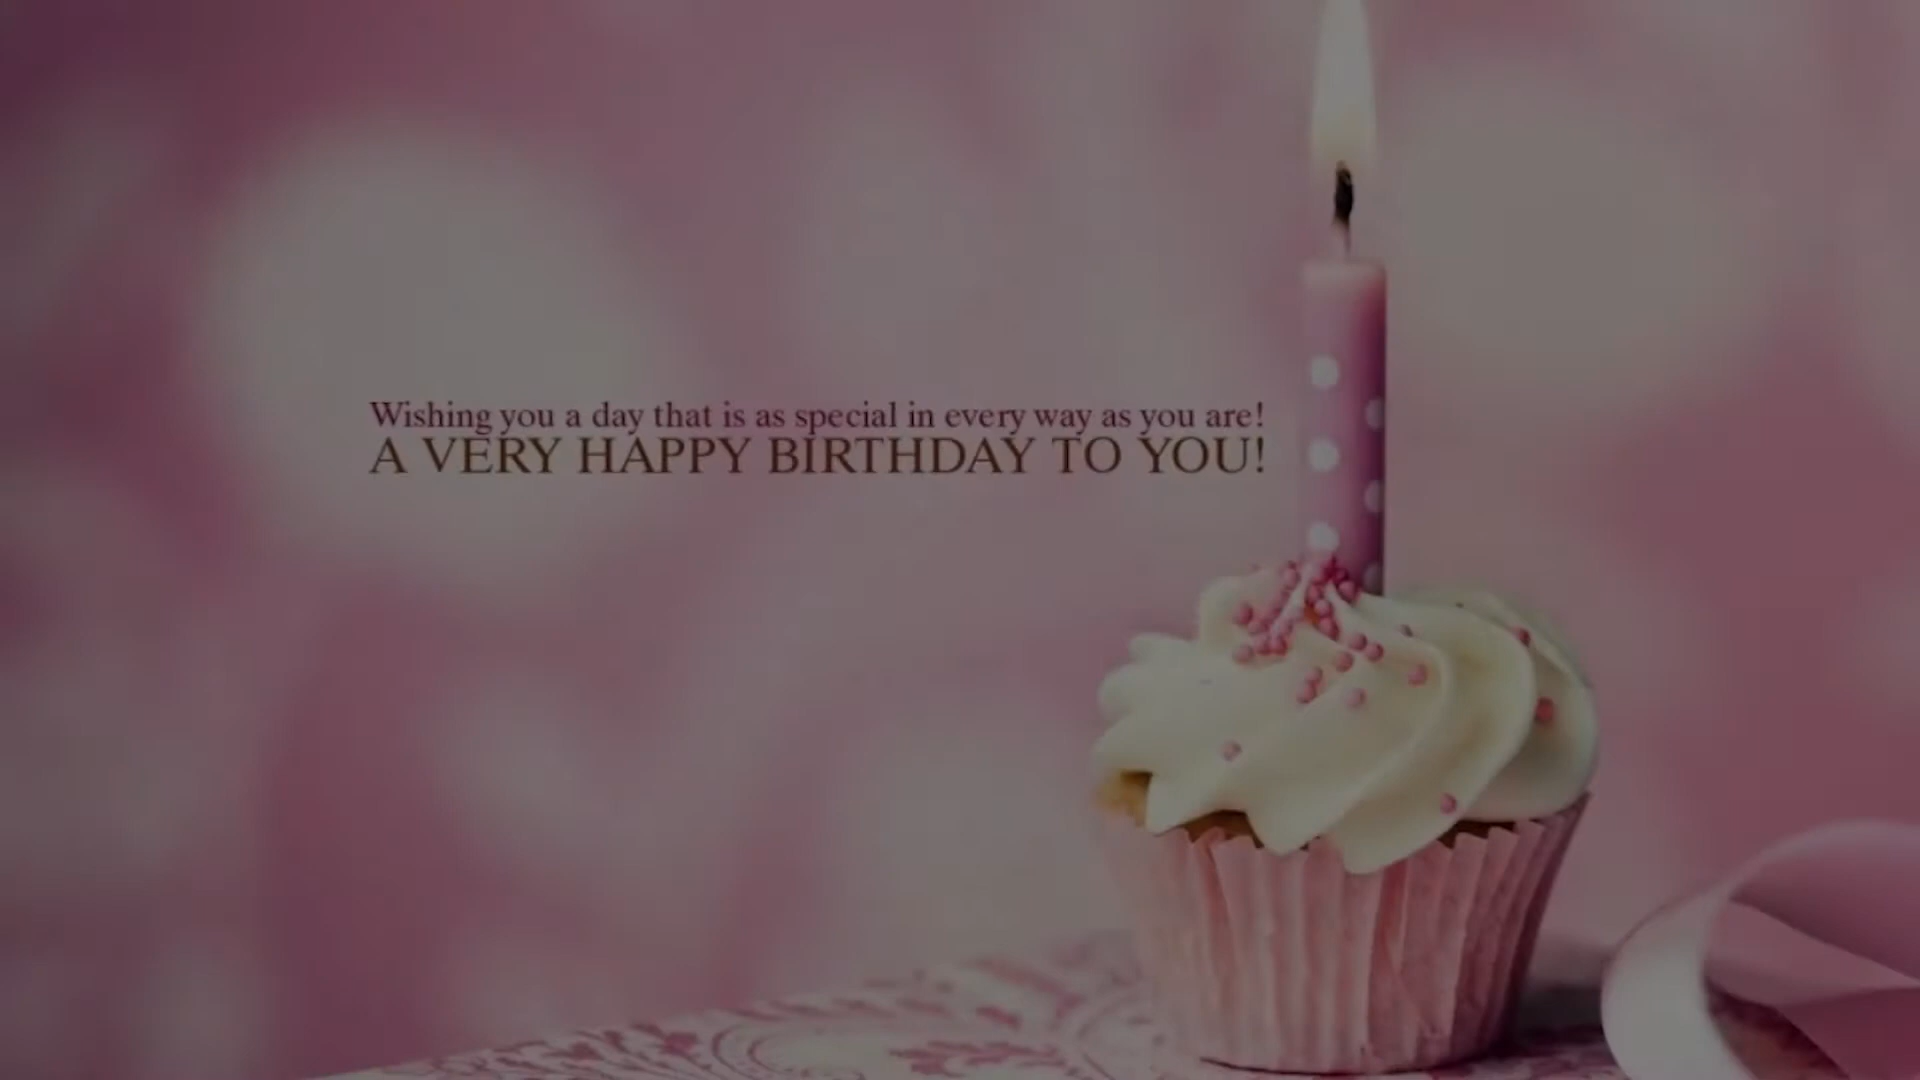 Wishing you a day that is as special in every way as you are!
A VERY HAPPY BIRTHDAY TO YOU!